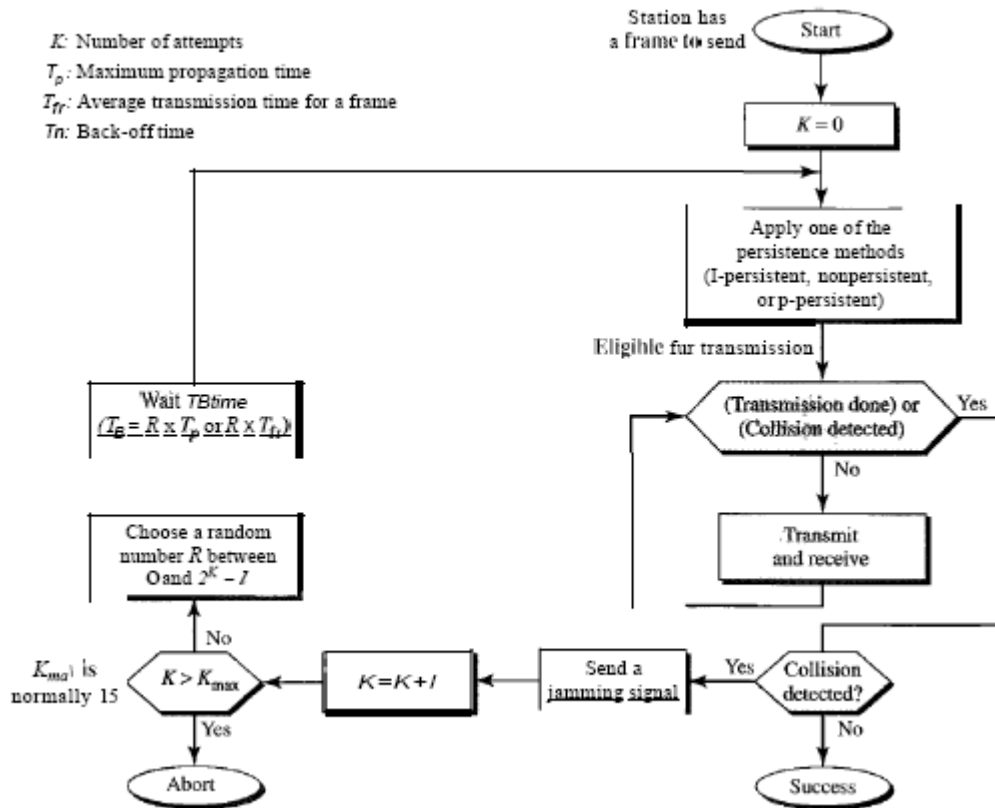 Station has
a frame to send
Start
K: Number of attempts
Tp: Maximum propagation time
Tfr: Average transmission time for a frame
Tn: Back-off time
K = 0
Apply one of the
persistence methods
(I-persistent, nonpersistent,
or p-persistent)
Eligible fur transmission
Wait TBtime
(TB = R x Tp or R x Tfr)
(Transmission done) or
(Collision detected)
Yes
No
Choose a random
number R between
O and 2^K - I
Transmit
and receive
No
Kma\ is
normally 15
K > Kmax
K = K + I
Send a
jamming signal
Yes
Collision
detected?
Yes
No
Abort
Success